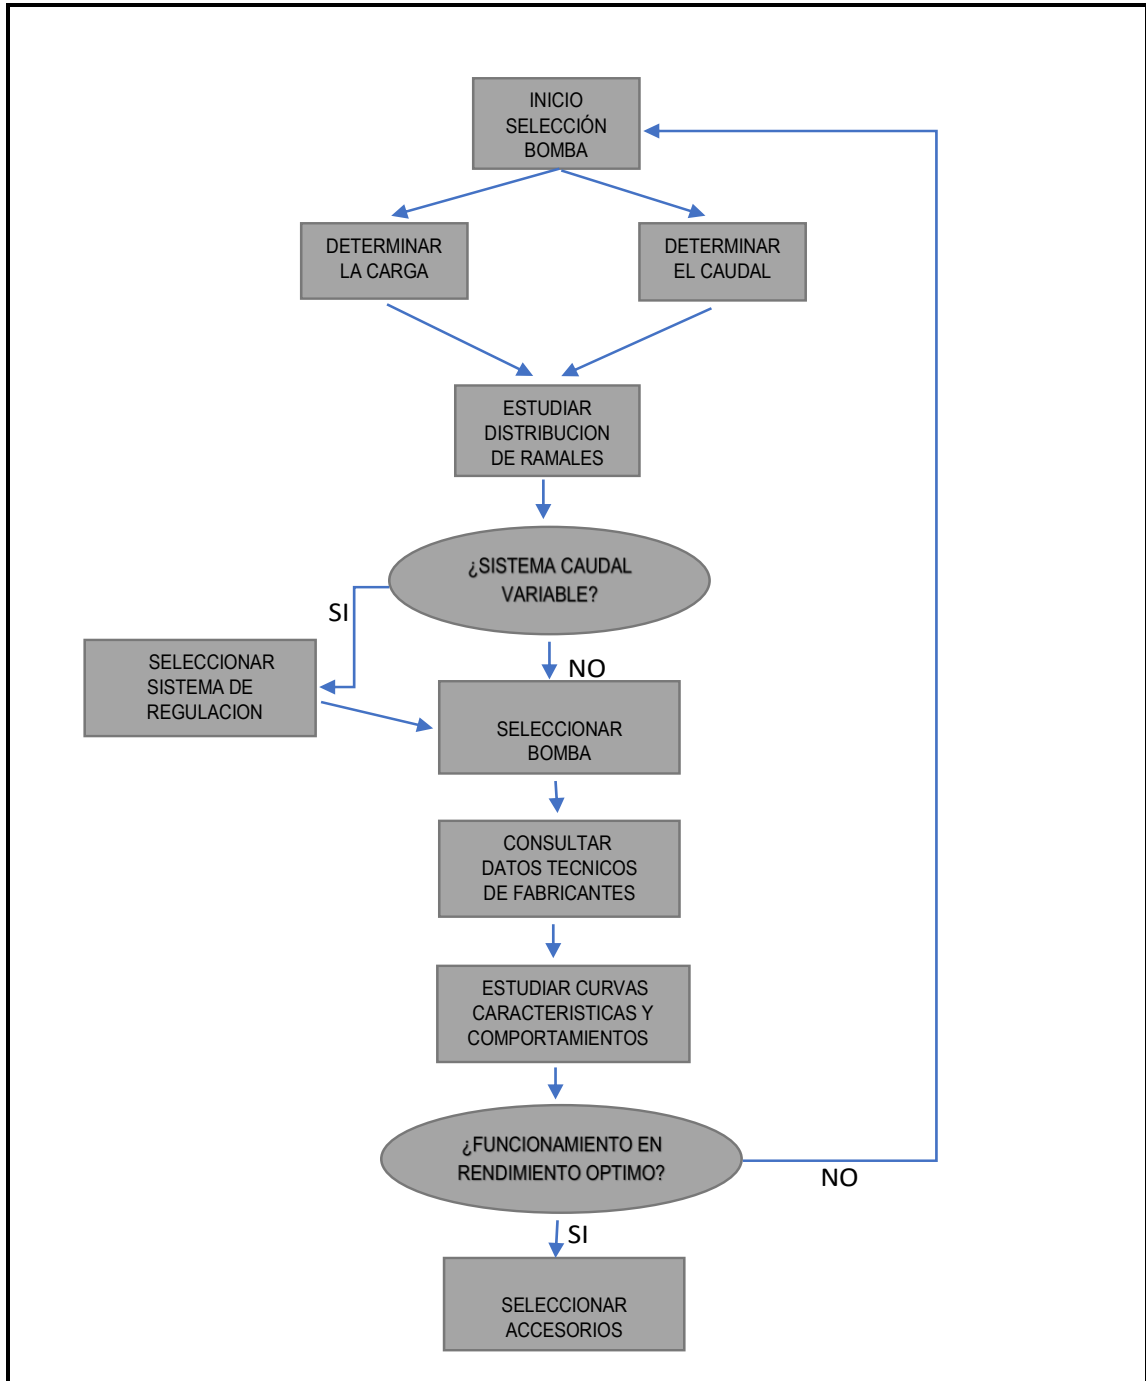 INICIO
SELECCIÓN
BOMBA
DETERMINAR
LA CARGA
DETERMINAR
EL CAUDAL
ESTUDIAR
DISTRIBUCION
DE RAMALES
¿SISTEMA CAUDAL
VARIABLE?
SI
NO
SELECCIONAR
SISTEMA DE
REGULACION
SELECCIONAR
BOMBA
CONSULTAR
DATOS TECNICOS
DE FABRICANTES
ESTUDIAR CURVAS
CARACTERISTICAS Y
COMPORTAMIENTOS
¿FUNCIONAMIENTO EN
RENDIMIENTO OPTIMO?
NO
SI
SELECCIONAR
ACCESORIOS